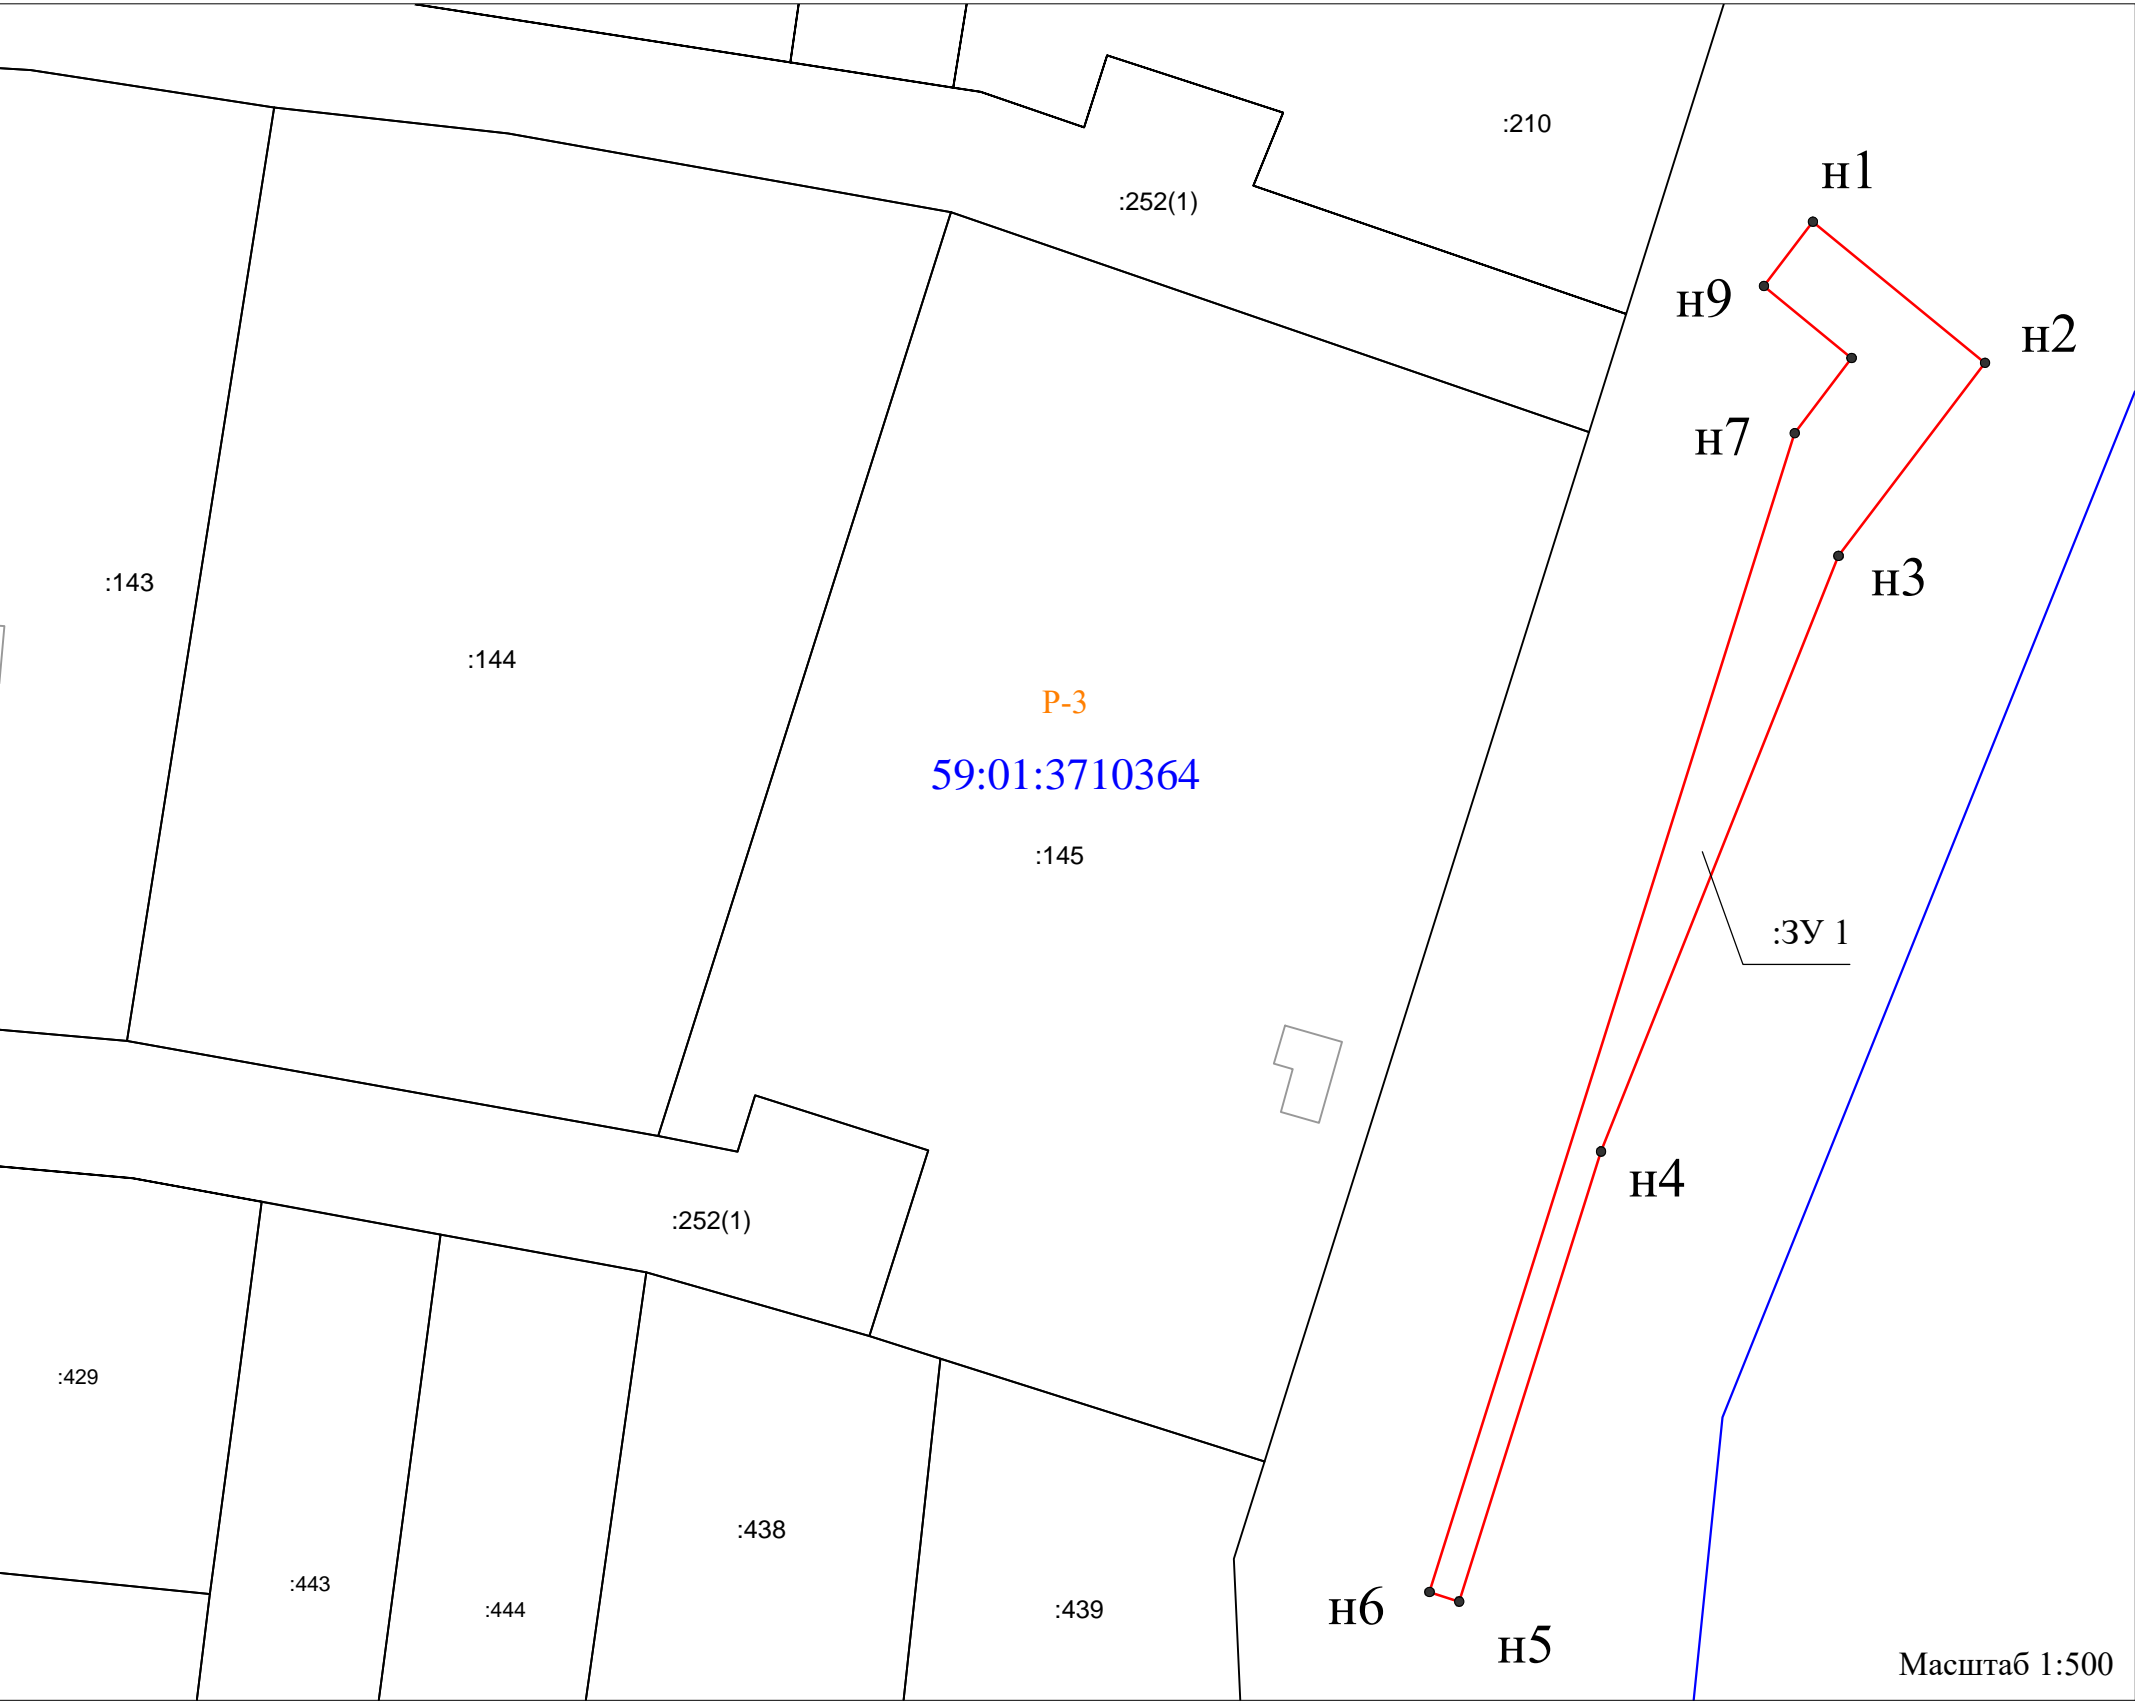 :210
н1
:252(1)
н9
н2
н7
:143
н3
:144
Р-3
59:01:3710364
:145
:ЗУ 1
н4
:252(1)
:429
:438
:443
:444
:439
н6
н5
Масштаб 1:500